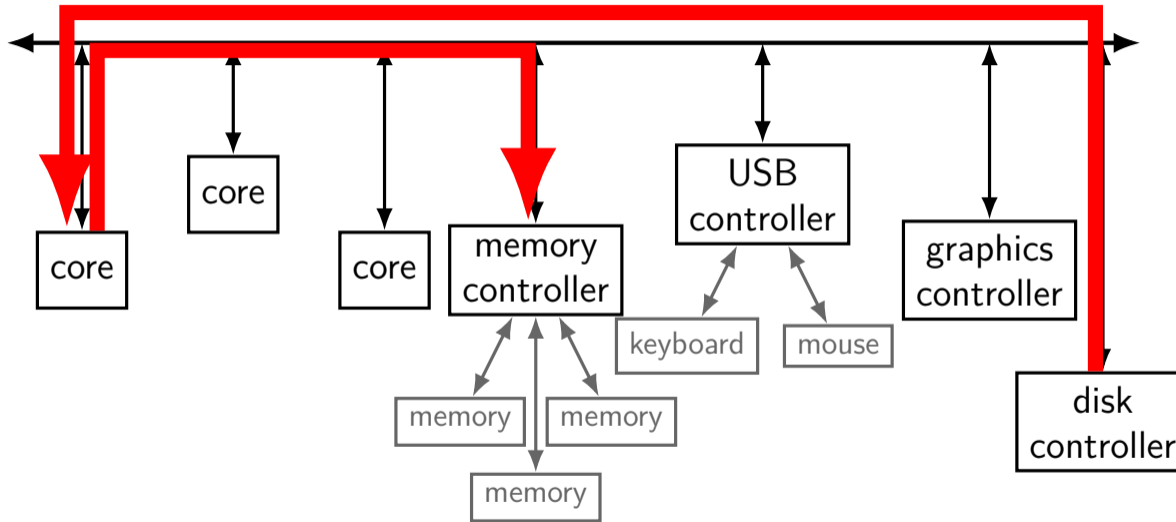 core
core
core
memory
controller
USB
controller
graphics
controller
disk
controller
keyboard
mouse
memory
memory
memory